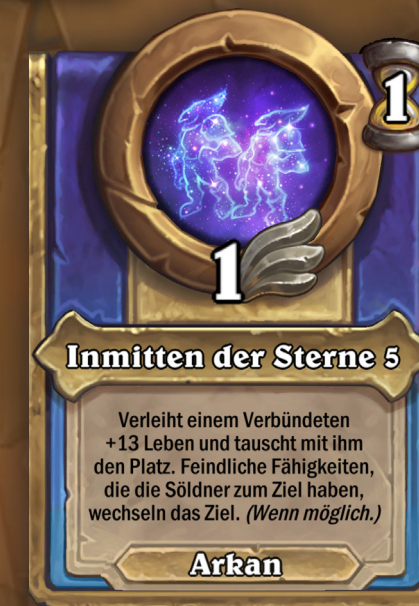 1
1
Inmitten der Sterne 5
Verleiht einem Verbündeten
+13 Leben und tauscht mit ihm
den Platz. Feindliche Fähigkeiten,
die die Söldner zum Ziel haben,
wechseln das Ziel. (Wenn möglich.)
Arkan